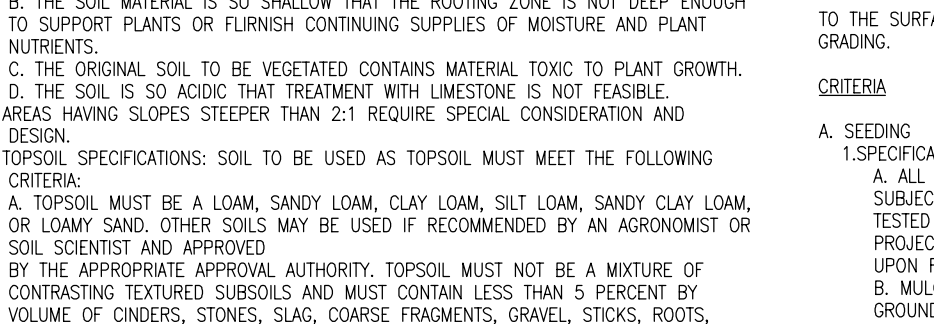 B. THE SOIL MATERIAL IS SO SHALLOW THAT THE ROOTING ZONE IS NOT DEEP ENOUGH
TO SUPPORT PLANTS OR FLIRNISH CONTINUING SUPPLIES OF MOISTURE AND PLANT
NUTRIENTS.
C. THE ORIGINAL SOIL TO BE VEGETATED CONTAINS MATERIAL TOXIC TO PLANT GROWTH.
D. THE SOIL IS SO ACIDIC THAT TREATMENT WITH LIMESTONE IS NOT FEASIBLE.
AREAS HAVING SLOPES STEEPER THAN 2:1 REQUIRE SPECIAL CONSIDERATION AND
DESIGN.
TOPSOIL SPECIFICATIONS: SOIL TO BE USED AS TOPSOIL MUST MEET THE FOLLOWING
CRITERIA:
A. TOPSOIL MUST BE A LOAM, SANDY LOAM, CLAY LOAM, SILT LOAM, SANDY CLAY LOAM,
OR LOAMY SAND. OTHER SOILS MAY BE USED IF RECOMMENDED BY AN AGRONOMIST OR
SOIL SCIENTIST AND APPROVED
BY THE APPROPRIATE APPROVAL AUTHORITY. TOPSOIL MUST NOT BE A MIXTURE OF
CONTRASTING TEXTURED SUBSOILS AND MUST CONTAIN LESS THAN 5 PERCENT BY
VOLUME OF CINDERS, STONES, SLAG, COARSE FRAGMENTS, GRAVEL, STICKS, ROOTS,
TO THE SURFA
GRADING.
CRITERIA
A. SEEDING
1.SPECIFICA
A. ALL
SUBJEC
TESTED
PROJEC
UPON F
B. MUL
GROUND